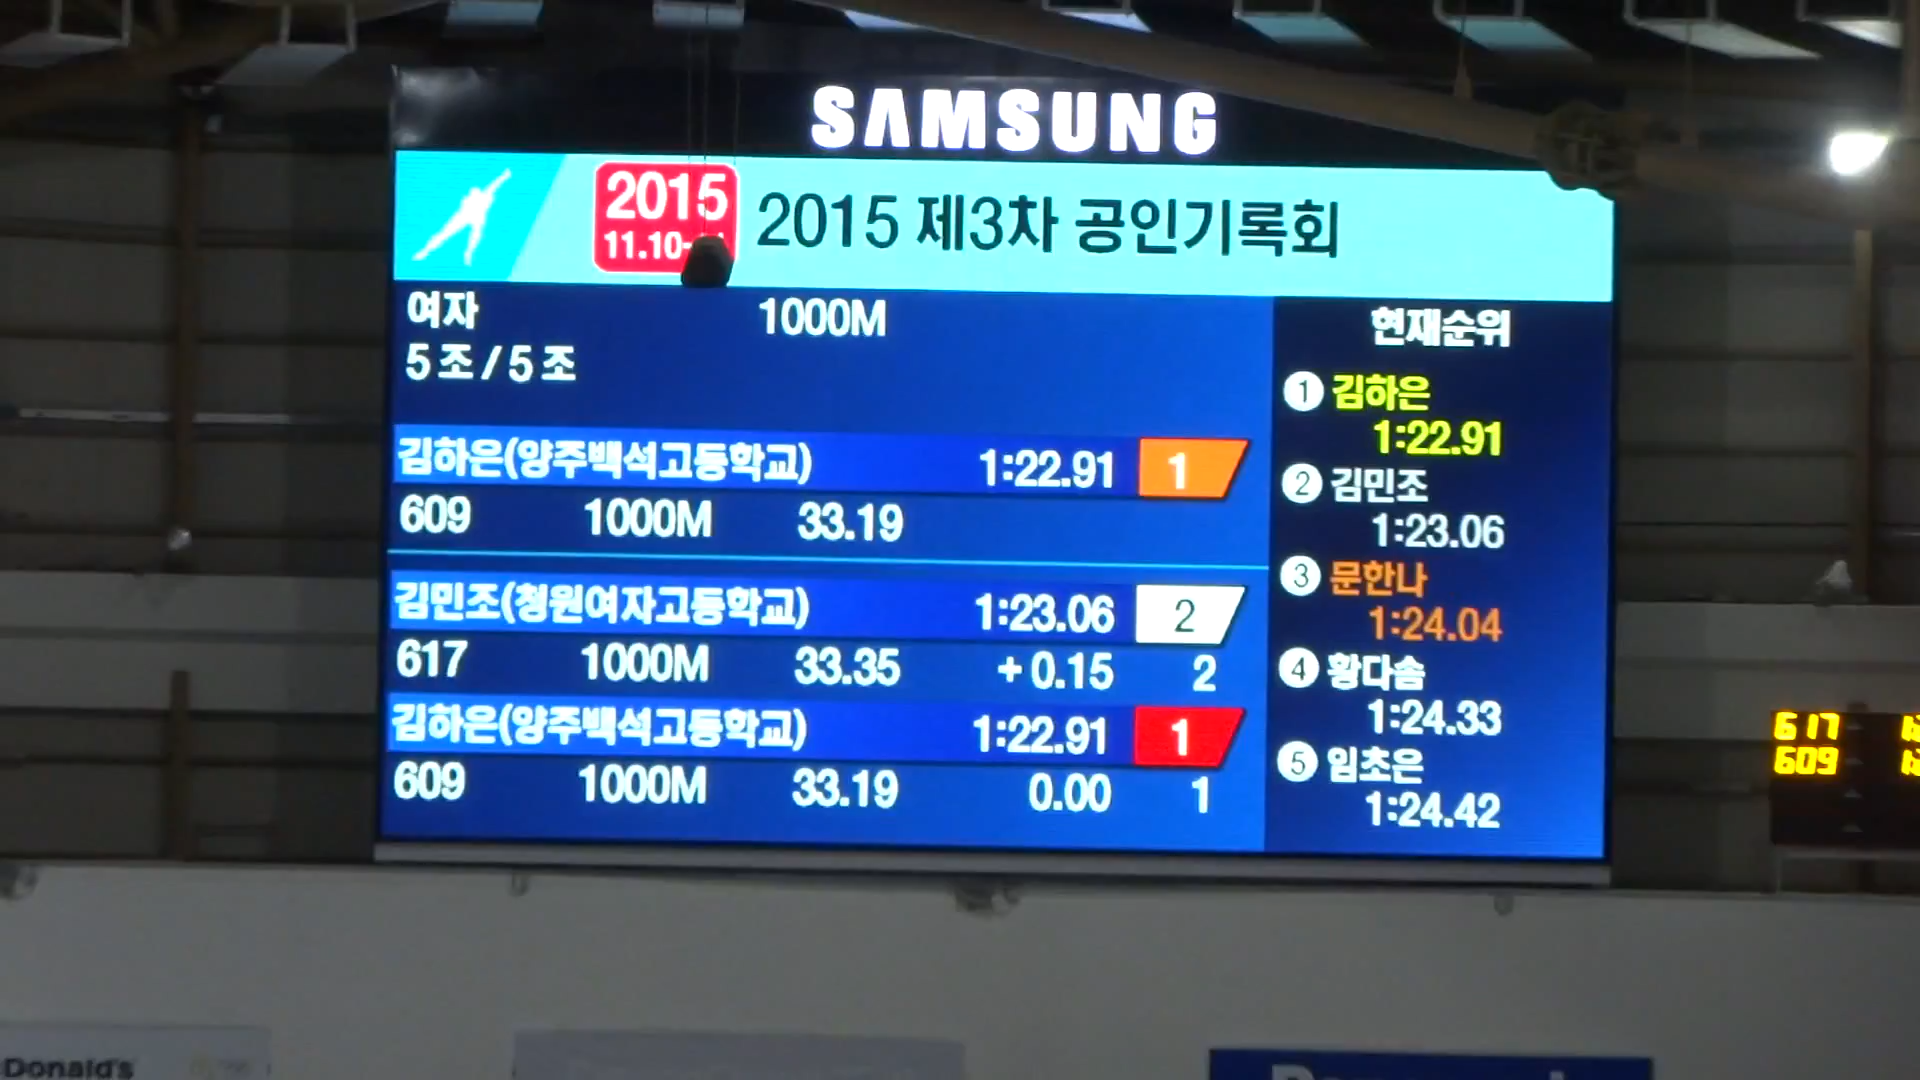 SAMSUNG
2015
11.10
2015 제3차 공인기록회
여자 1000M
5 조 / 5 조
김하은(양주백석고등학교) 1:22.91 1
609 1000M 33.19
김민조(청원여자고등학교) 1:23.06 2
617 1000M 33.35 + 0.15 2
김하은(양주백석고등학교) 1:22.91 1
609 1000M 33.19 0.00 1
현재순위
1 김하은
1:22.91
2 김민조
1:23.06
3 문한나
1:24.04
4 황다솜
1:24.33
5 임초은
1:24.42
617
609
Donald's